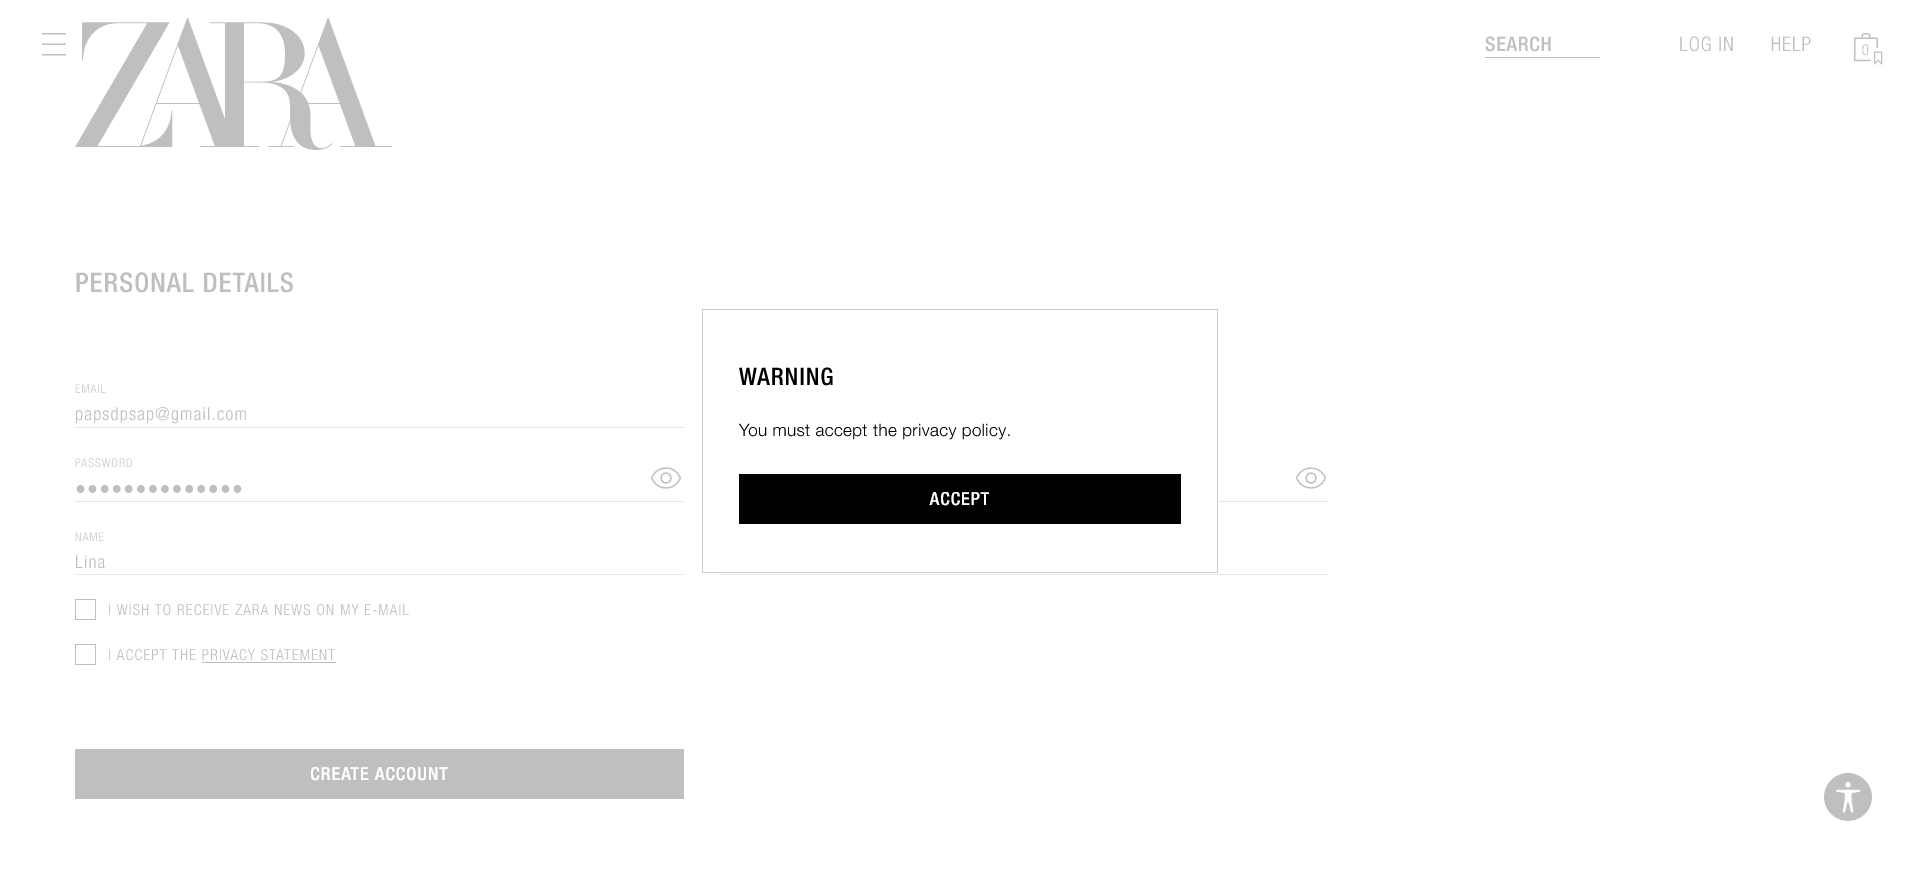 ZARA
SEARCH
LOG IN
HELP
0
PERSONAL DETAILS
EMAIL
papsdpsap@gmail.com
PASSWORD
NAME
Lina
I WISH TO RECEIVE ZARA NEWS ON MY E-MAIL
I ACCEPT THE PRIVACY STATEMENT
CREATE ACCOUNT
WARNING
You must accept the privacy policy.
ACCEPT